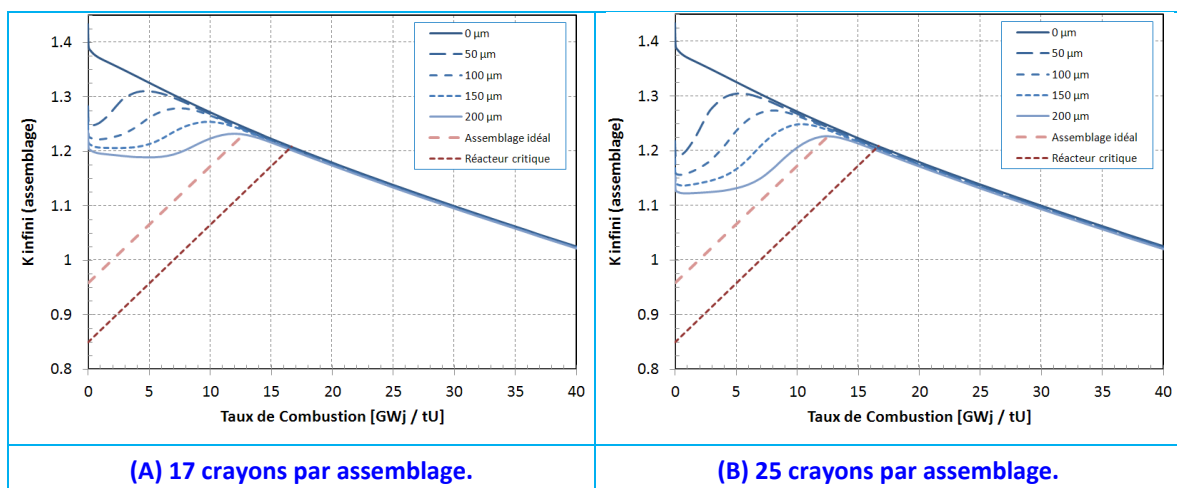 1.4
1.3
1.2
1.1
1
0.9
0.8
K infini (assemblage)
0 µm
50 µm
100 µm
150 µm
200 µm
Assemblage idéal
Réacteur critique
0 5 10 15 20 25 30 35 40
Taux de Combustion [GWj / tU]
(A) 17 crayons par assemblage.
1.4
1.3
1.2
1.1
1
0.9
0.8
K infini (assemblage)
0 µm
50 µm
100 µm
150 µm
200 µm
Assemblage idéal
Réacteur critique
0 5 10 15 20 25 30 35 40
Taux de Combustion [GWj / tU]
(B) 25 crayons par assemblage.